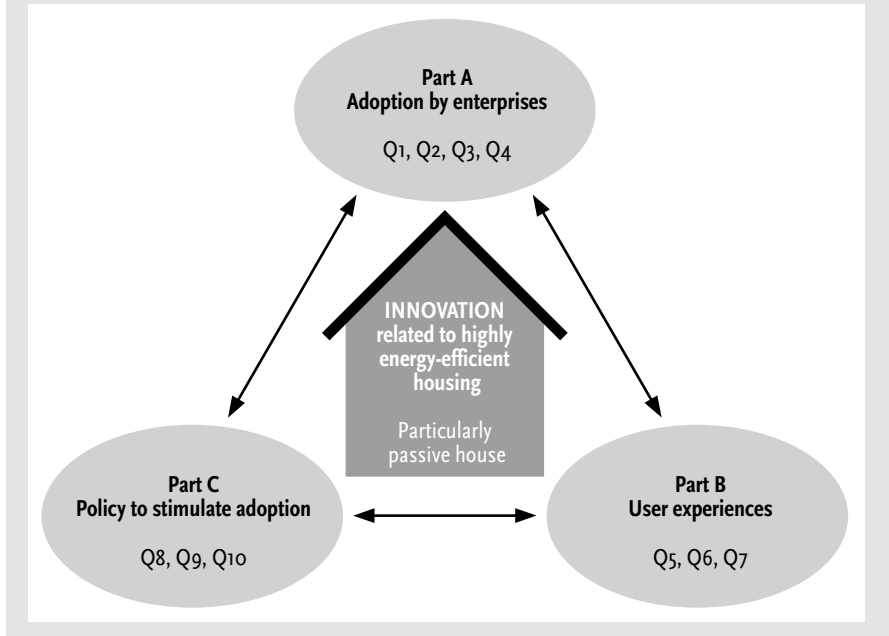 Part A
Adoption by enterprises
Q1, Q2, Q3, Q4
INNOVATION
related to highly
energy-efficient
housing
Particularly
passive house
Part C
Policy to stimulate adoption
Q8, Q9, Q10
Part B
User experiences
Q5, Q6, Q7